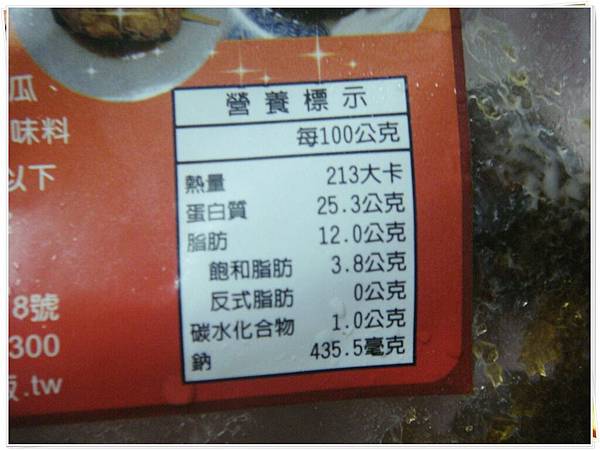 瓜、
味料
以下
8號
300
.tw
營養標示
每100公克
熱量 213大卡
蛋白質 25.3公克
脂肪 12.0公克
飽和脂肪 3.8公克
反式脂肪 0公克
碳水化合物 1.0公克
鈉 435.5毫克